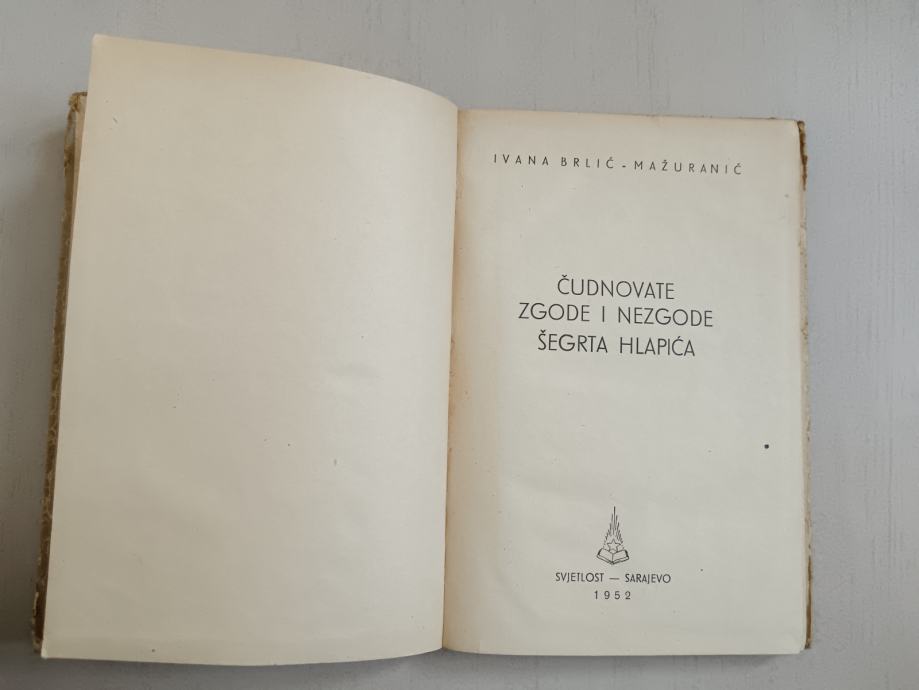 IVANA BRLIĆ - MAŽURANIĆ
ČUDNOVATE
ZGODE I NEZGODE
ŠEGRTA HLAPIĆA
SVJETLOST — SARAJEVO
1952